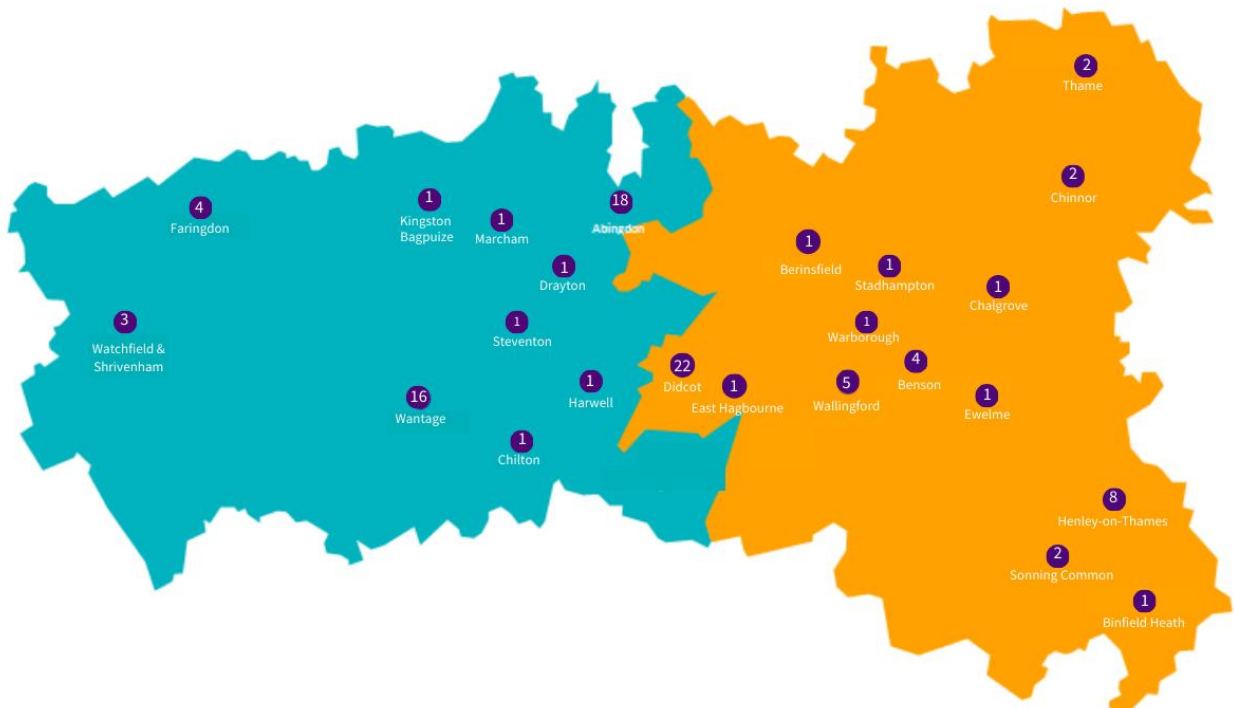 2
Thame
2
Chinnor
4
Faringdon
1
Kingston
Bagpuize
1
Marcham
18
Abingdon
1
Drayton
1
Berinsfield
1
Stadhampton
1
Chalgrove
3
Watchfield &
Shrivenham
1
Steventon
1
Warborough
22
Didcot
1
East Hagbourne
5
Wallingford
4
Benson
1
Ewelme
1
Harwell
16
Wantage
1
Chilton
8
Henley-on-Thames
2
Sonning Common
1
Binfield Heath